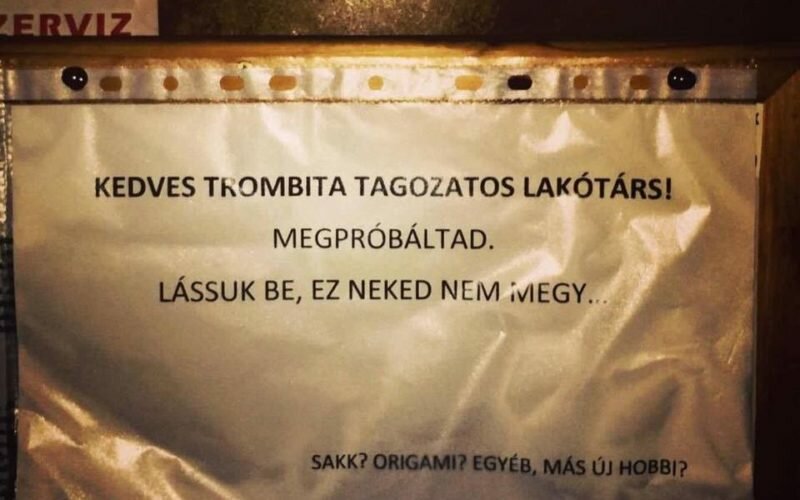 ZERVIZ
KEDVES TROMBITA TAGOZATOS LAKÓTÁRS!
MEGPRÓBÁLTAD.
LÁSSUK BE, EZ NEKED NEM MEGY...
SAKK? ORIGAMI? EGYÉB, MÁS ÚJ HOBBI?